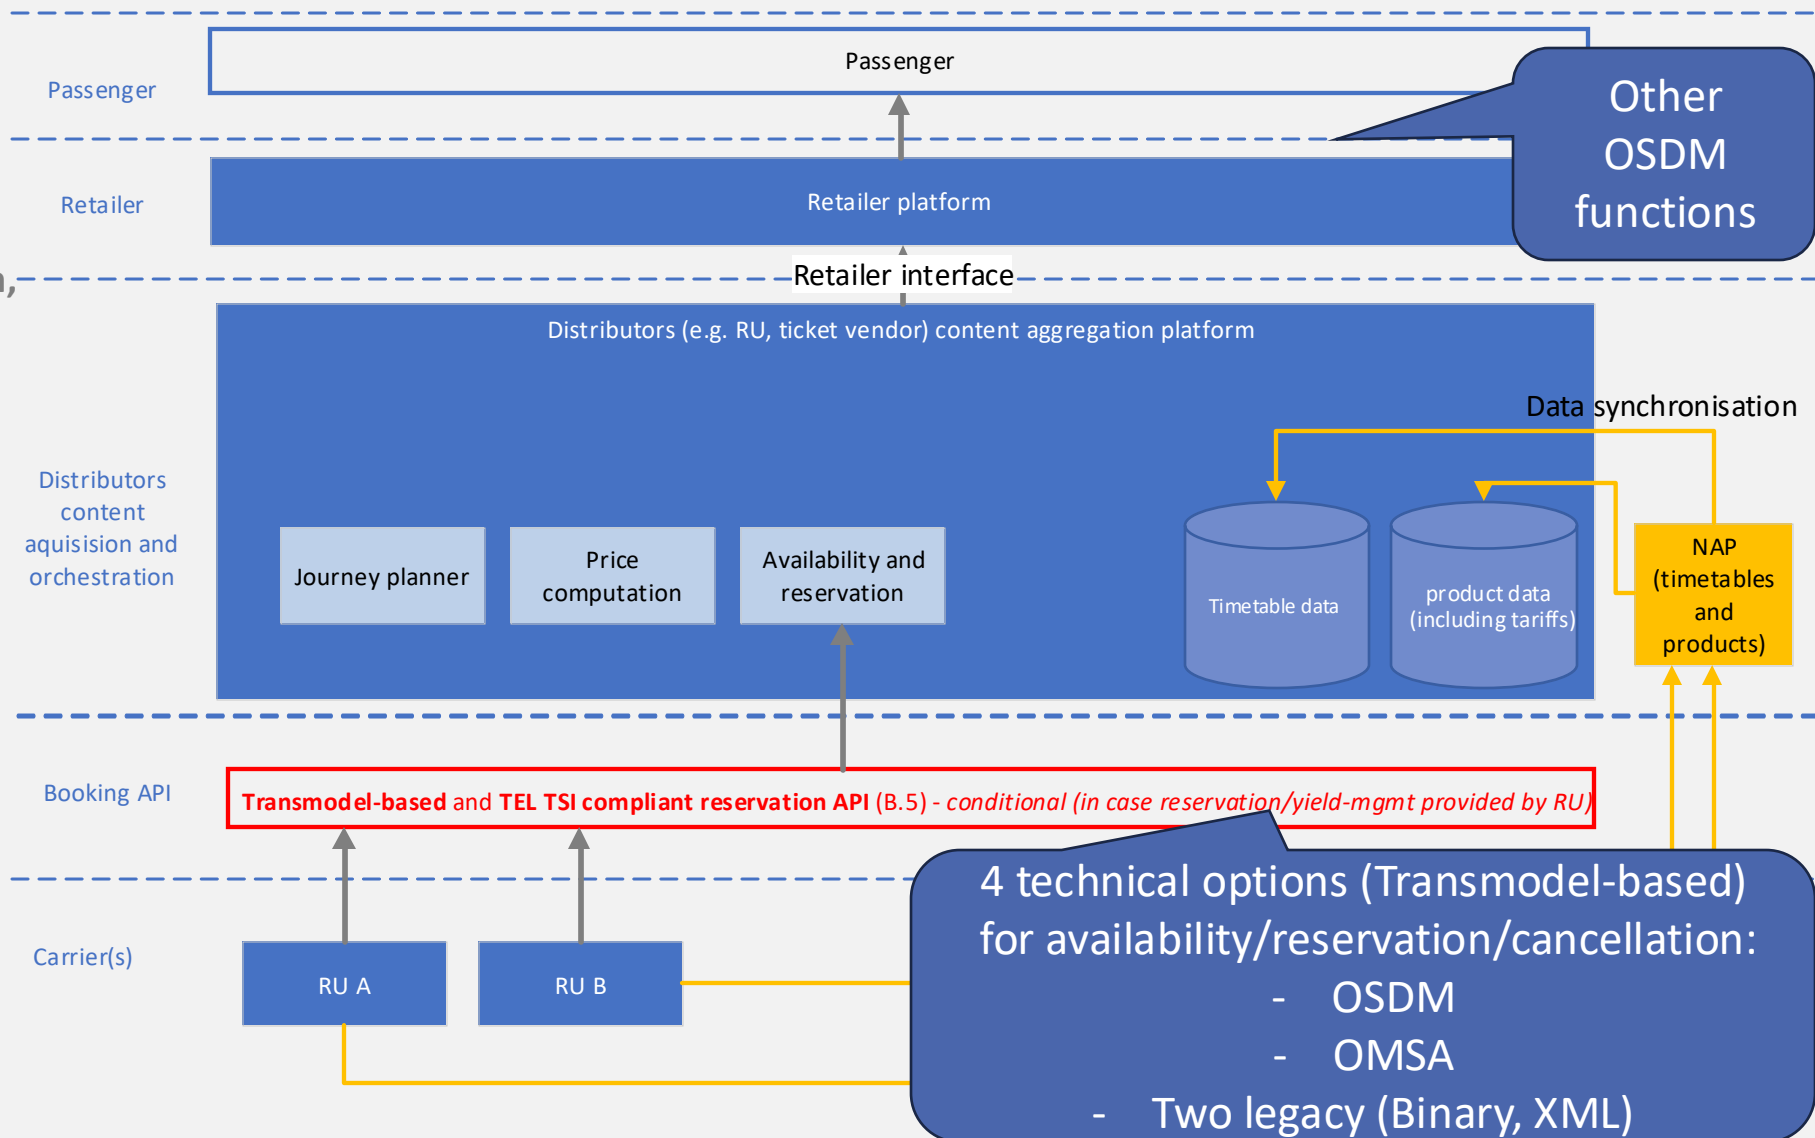 Passenger
Passenger
Other
OSDM
functions
Retailer
Retailer platform
,
Retailer interface
Distributors (e.g. RU, ticket vendor) content aggregation platform
Data synchronisation
Distributors
content
aquisision and
orchestration
Journey planner
Price
computation
Availability and
reservation
Timetable data
product data
(including tariffs)
NAP
(timetables
and
products)
Booking API
Transmodel-based and TEL TSI compliant reservation API (B.5) - conditional (in case reservation/yield-mgmt provided by RU)
4 technical options (Transmodel-based)
for availability/reservation/cancellation:
- OSDM
- OMSA
- Two legacy (Binary, XML)
Carrier(s)
RU A
RU B